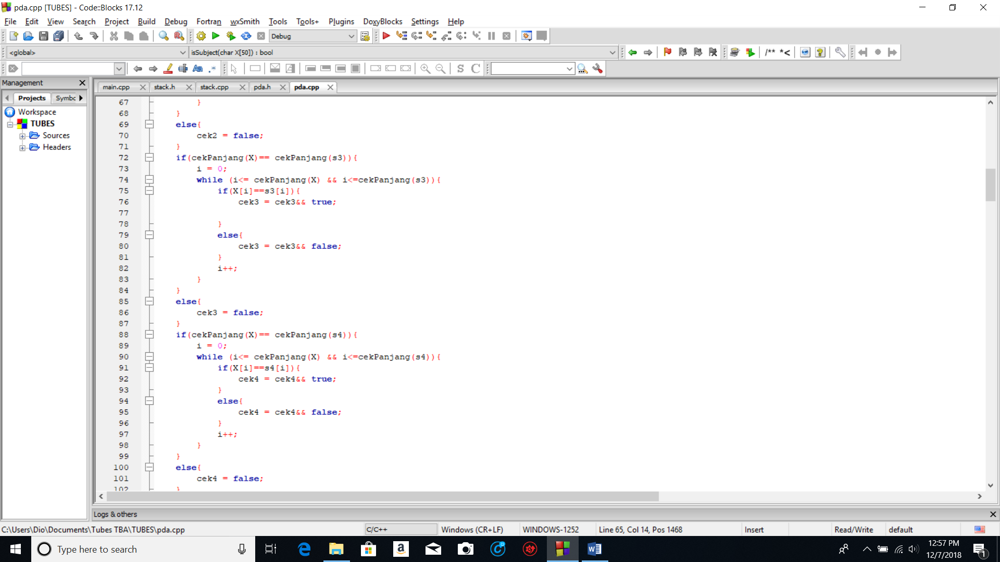 pda.cpp [TUBES] - Code::Blocks 17.12
File Edit View Search Project Build Debug Fortran wxSmith Tools Tools+ Plugins DoxyBlocks Settings Help
Debug
<global> isSubject(char X[50]) : bool
/** *<
Aa .*
S C
Management
main.cpp stack.h stack.cpp pda.h pda.cpp
Projects Symbc
Workspace
TUBES
Sources
Headers
67 }
68 }
69 else{
70 cek2 = false;
71 }
72 if(cekPanjang(X)== cekPanjang(s3)){
73 i = 0;
74 while (i<= cekPanjang(X) && i<=cekPanjang(s3)){
75 if(X[i]==s3[i]){
76 cek3 = cek3&& true;
77
78 }
79 else{
80 cek3 = cek3&& false;
81 }
82 i++;
83 }
84 }
85 else{
86 cek3 = false;
87 }
88 if(cekPanjang(X)== cekPanjang(s4)){
89 i = 0;
90 while (i<= cekPanjang(X) && i<=cekPanjang(s4)){
91 if(X[i]==s4[i]){
92 cek4 = cek4&& true;
93 }
94 else{
95 cek4 = cek4&& false;
96 }
97 i++;
98 }
99 }
100 else{
101 cek4 = false;
102 }
Logs & others
C:\Users\Dio\Documents\Tubes TBA\TUBES\pda.cpp C/C++ Windows (CR+LF) WINDOWS-1252 Line 65, Col 14, Pos 1468 Insert Read/Write default
Type here to search
12:57 PM
12/7/2018
1